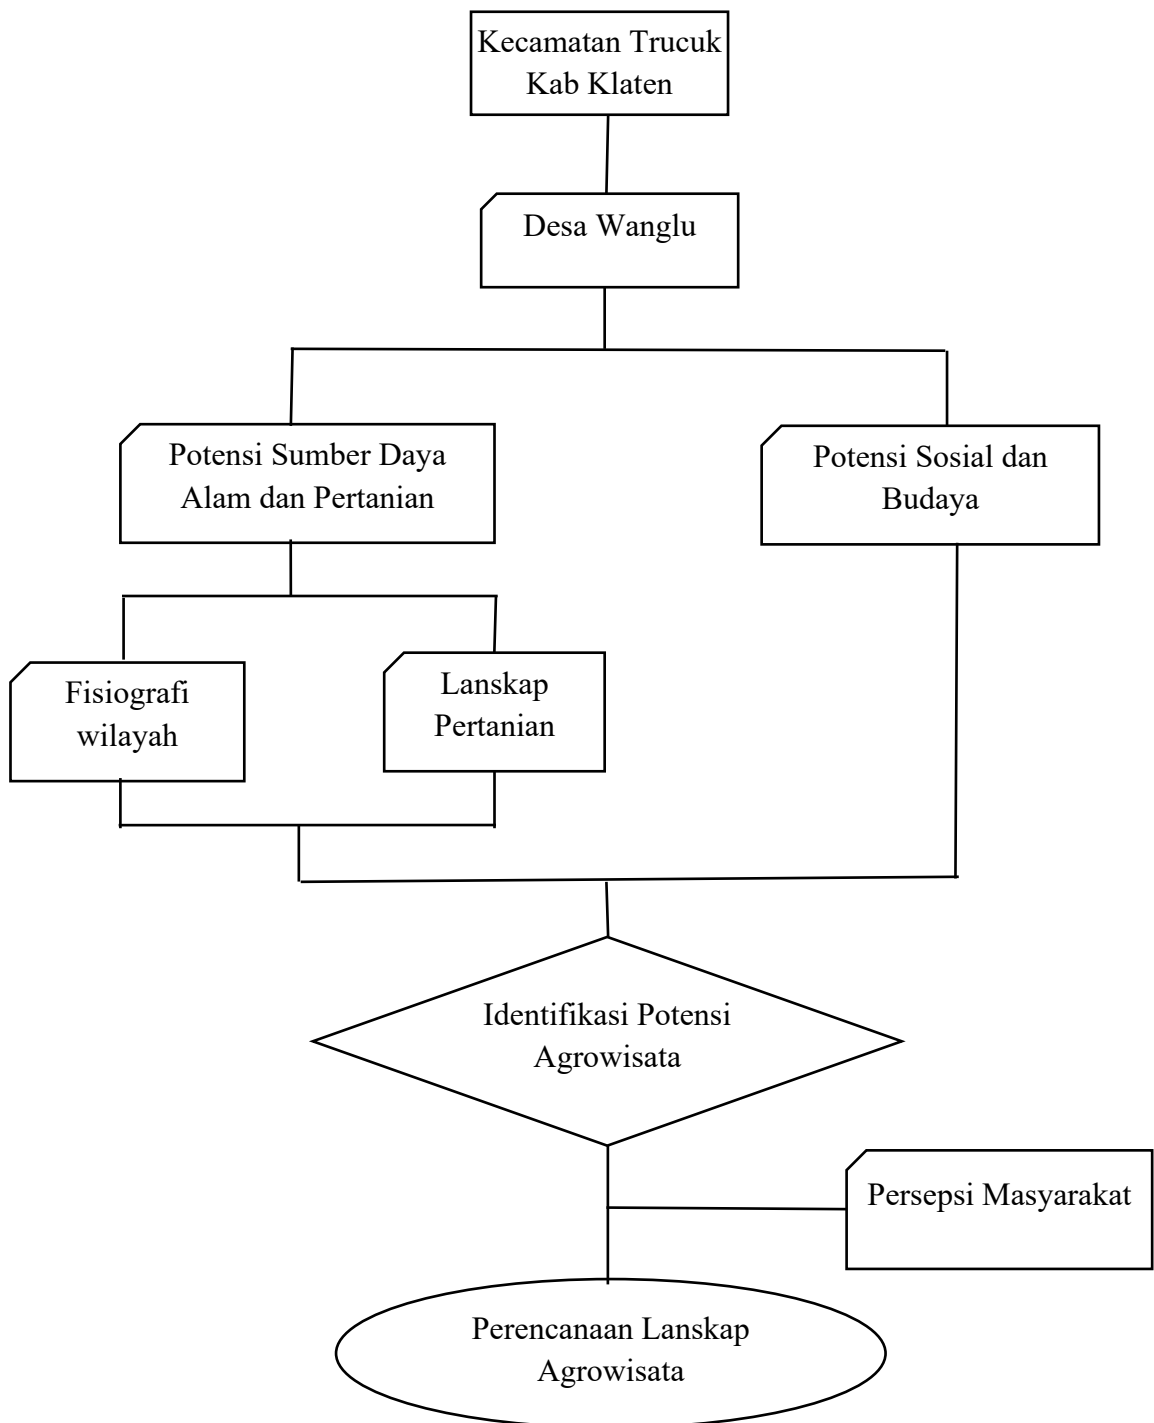 Kecamatan Trucuk
Kab Klaten
Desa Wanglu
Potensi Sumber Daya
Alam dan Pertanian
Potensi Sosial dan
Budaya
Fisiografi
wilayah
Lanskap
Pertanian
Identifikasi Potensi
Agrowisata
Persepsi Masyarakat
Perencanaan Lanskap
Agrowisata